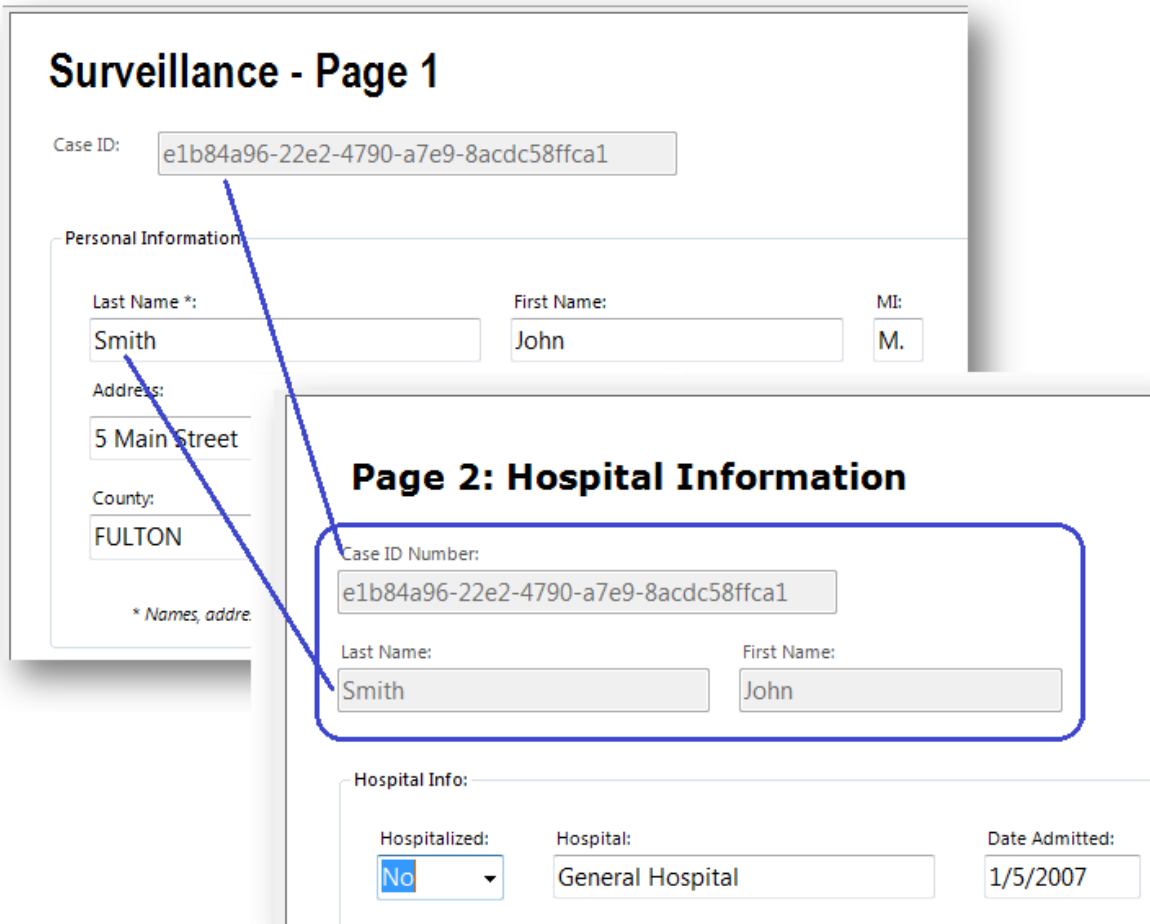 Surveillance - Page 1
Case ID: e1b84a96-22e2-4790-a7e9-8acdc58ffca1
Personal Information
Last Name *: First Name: MI:
Smith John M.
Address:
5 Main Street
County:
FULTON
* Names,
Page 2: Hospital Information
Case ID Number:
e1b84a96-22e2-4790-a7e9-8acdc58ffca1
Last Name: First Name:
Smith John
Hospital Info:
Hospitalized: Hospital: Date Admitted:
No General Hospital 1/5/2007